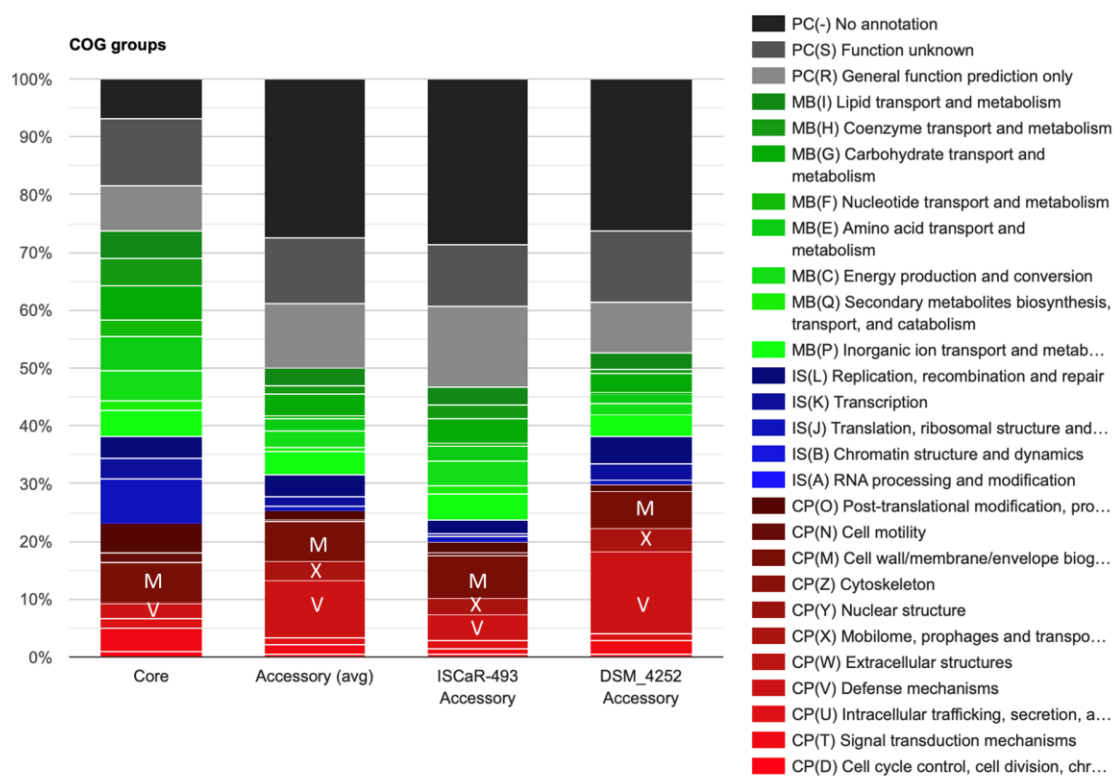 COG groups
100%
90%
80%
70%
60%
50%
40%
30%
20%
10%
0%
M
V
M
X
V
M
X
V
M
X
V
Core
Accessory (avg)
ISCaR-493
Accessory
DSM_4252
Accessory
PC(-) No annotation
PC(S) Function unknown
PC(R) General function prediction only
MB(I) Lipid transport and metabolism
MB(H) Coenzyme transport and metabolism
MB(G) Carbohydrate transport and
metabolism
MB(F) Nucleotide transport and metabolism
MB(E) Amino acid transport and
metabolism
MB(C) Energy production and conversion
MB(Q) Secondary metabolites biosynthesis,
transport, and catabolism
MB(P) Inorganic ion transport and metab...
IS(L) Replication, recombination and repair
IS(K) Transcription
IS(J) Translation, ribosomal structure and...
IS(B) Chromatin structure and dynamics
IS(A) RNA processing and modification
CP(O) Post-translational modification, pro...
CP(N) Cell motility
CP(M) Cell wall/membrane/envelope biog...
CP(Z) Cytoskeleton
CP(Y) Nuclear structure
CP(X) Mobilome, prophages and transpo...
CP(W) Extracellular structures
CP(V) Defense mechanisms
CP(U) Intracellular trafficking, secretion, a...
CP(T) Signal transduction mechanisms
CP(D) Cell cycle control, cell division, chr...